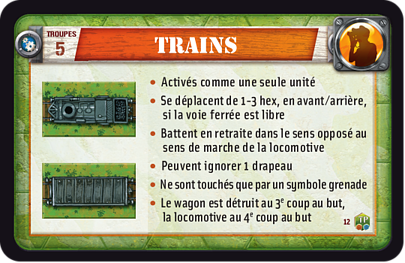 TROUPES
5
TRAINS
• Activés comme une seule unité
• Se déplacent de 1-3 hex, en avant/arrière,
si la voie ferrée est libre
• Battent en retraite dans le sens opposé au
sens de marche de la locomotive
• Peuvent ignorer 1 drapeau
• Ne sont touchés que par un symbole grenade
• Le wagon est détruit au 3e coup au but,
la locomotive au 4e coup au but
12